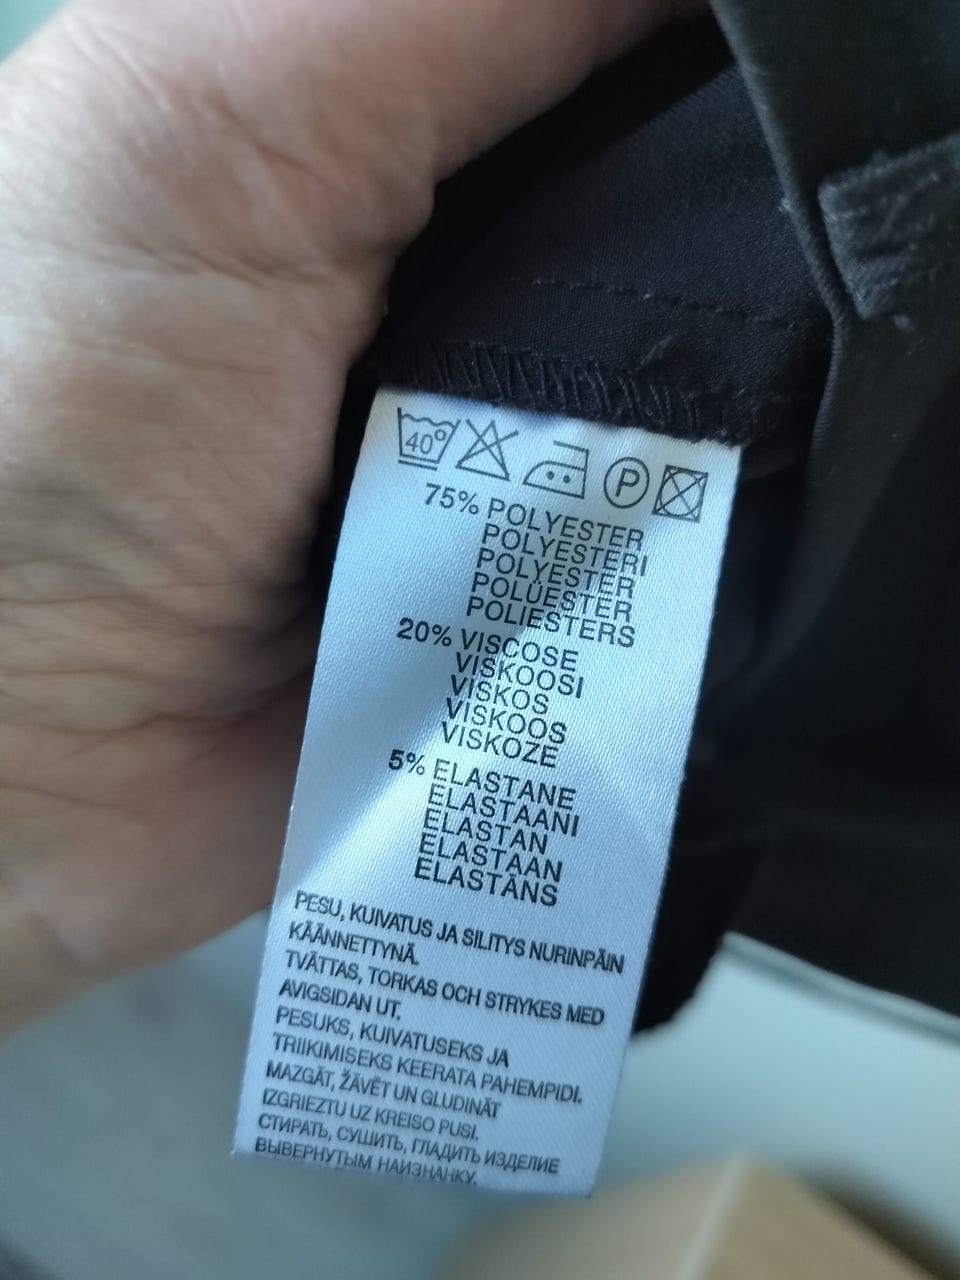 40°
P
75% POLYESTER
POLYESTERI
POLYESTER
POLÜESTER
POLIESTERS
20% VISCOSE
VISKOOSI
VISKOS
VISKOOS
VISKOZE
5% ELASTANE
ELASTAANI
ELASTAN
ELASTAAN
ELASTĀNS
PESU, KUIVATUS JA SILITYS NURINPÄIN
KÄÄNNETTYNÄ.
TVÄTTAS, TORKAS OCH STRYKES MED
AVIGSIDAN UT.
PESUKS, KUIVATUSEKS JA
TRIIKIMISEKS KEERATA PAHEMPIDI.
MAZGĀT, ŽĀVĒT UN GLUDINĀT
IZGRIEZTU UZ KREISO PUSI.
СТИРАТЬ, СУШИТЬ, ГЛАДИТЬ ИЗДЕЛИЕ
ВЫВЕРНУТЫМ НАИЗНАНКУ.